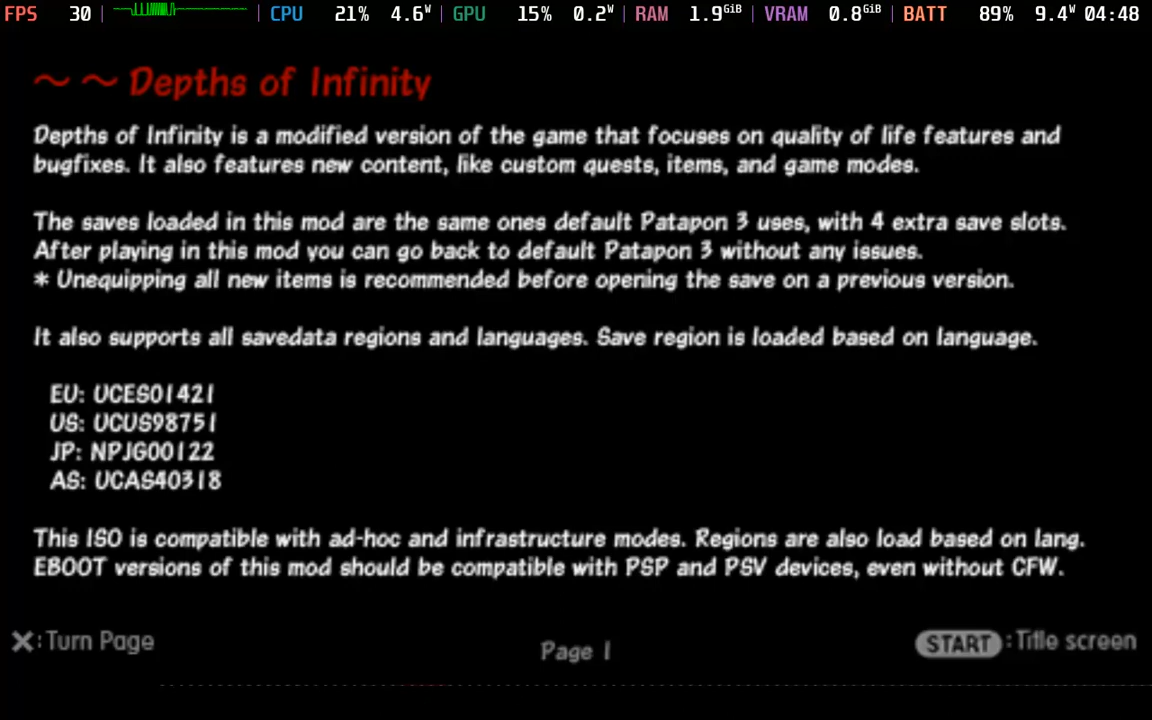 FPS 30 | CPU 21% 4.6W | GPU 15% 0.2W | RAM 1.9GiB | VRAM 0.8GiB | BATT 89% 9.4W 04:48
～ ～ Depths of Infinity
Depths of Infinity is a modified version of the game that focuses on quality of life features and
bugfixes. It also features new content, like custom quests, items, and game modes.
The saves loaded in this mod are the same ones default Patapon 3 uses, with 4 extra save slots.
After playing in this mod you can go back to default Patapon 3 without any issues.
* Unequipping all new items is recommended before opening the save on a previous version.
It also supports all savedata regions and languages. Save region is loaded based on language.
EU: UCES01421
US: UCUS98751
JP: NPJG00122
AS: UCAS40318
This ISO is compatible with ad-hoc and infrastructure modes. Regions are also load based on lang.
EBOOT versions of this mod should be compatible with PSP and PSV devices, even without CFW.
✕:Turn Page
Page 1
START:Title screen